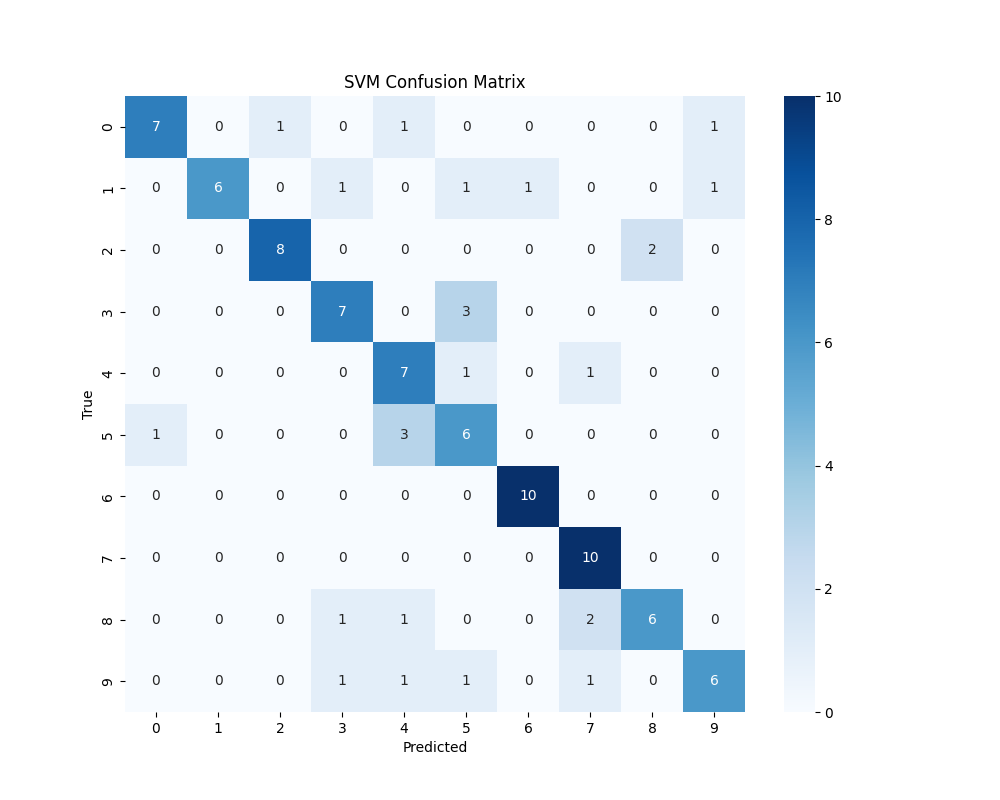 SVM Confusion Matrix
0 7 0 1 0 1 0 0 0 0 1
1 0 6 0 1 0 1 1 0 0 1
2 0 0 8 0 0 0 0 0 2 0
3 0 0 0 7 0 3 0 0 0 0
4 0 0 0 0 7 1 0 1 0 0
5 1 0 0 0 3 6 0 0 0 0
6 0 0 0 0 0 0 10 0 0 0
7 0 0 0 0 0 0 0 10 0 0
8 0 0 0 1 1 0 0 2 6 0
9 0 0 0 1 1 1 0 1 0 6
0 1 2 3 4 5 6 7 8 9
Predicted
True
10
8
6
4
2
0